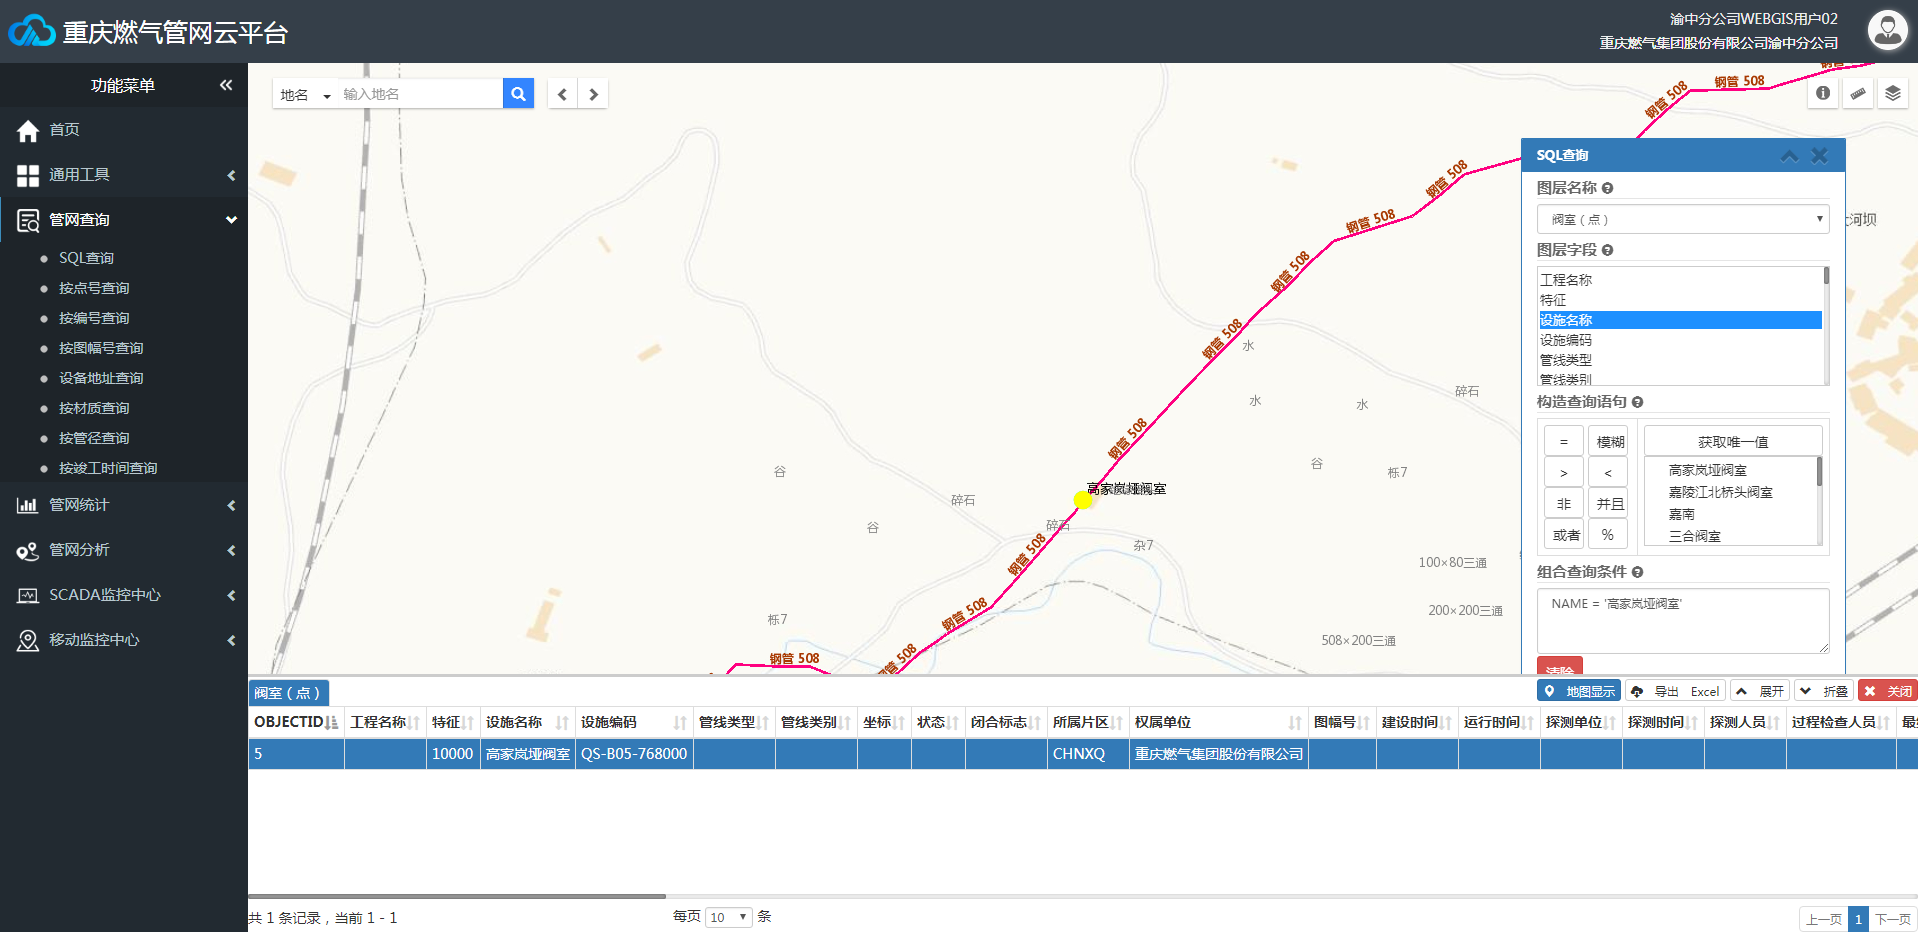 重庆燃气管网云平台
渝中分公司WEBGIS用户02
重庆燃气集团股份有限公司渝中分公司
功能菜单
首页
通用工具
管网查询
SQL查询
按点号查询
按编号查询
按图幅号查询
设备地址查询
按材质查询
按管径查询
按竣工时间查询
管网统计
管网分析
SCADA监控中心
移动监控中心
地名 输入地名
钢管 508
钢管 508
钢管 508
钢管 508
钢管 508
钢管 508
钢管 508
钢管 508
钢管 508
钢管 508
钢管 508
水
水
水
碎石
谷
谷
栎7
碎石
谷
高家岚垭阀室
碎石
杂7
100×80三通
200×200三通
508×200三通
栎7
河坝
SQL查询
图层名称
阀室（点）
图层字段
工程名称
特征
设施名称
设施编码
管线类型
管线类别
构造查询语句
= 模糊 获取唯一值
> <
非 并且
或者 %
高家岚垭阀室
嘉陵江北桥头阀室
嘉南
三合阀室
组合查询条件
NAME = '高家岚垭阀室'
清除
阀室（点） 地图显示 导出 Excel 展开 折叠 关闭
OBJECTID 工程名称 特征 设施名称 设施编码 管线类型 管线类别 坐标 状态 闭合标志 所属片区 权属单位 图幅号 建设时间 运行时间 探测单位 探测时间 探测人员 过程检查人员
5 10000 高家岚垭阀室 QS-B05-768000 CHNXQ 重庆燃气集团股份有限公司
共 1 条记录，当前 1 - 1 每页 10 条 上一页 1 下一页